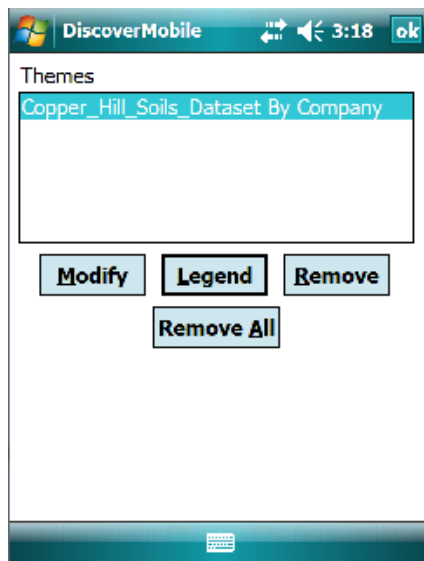 DiscoverMobile 3:18 ok
Themes
Copper_Hill_Soils_Dataset By Company
Modify Legend Remove
Remove All